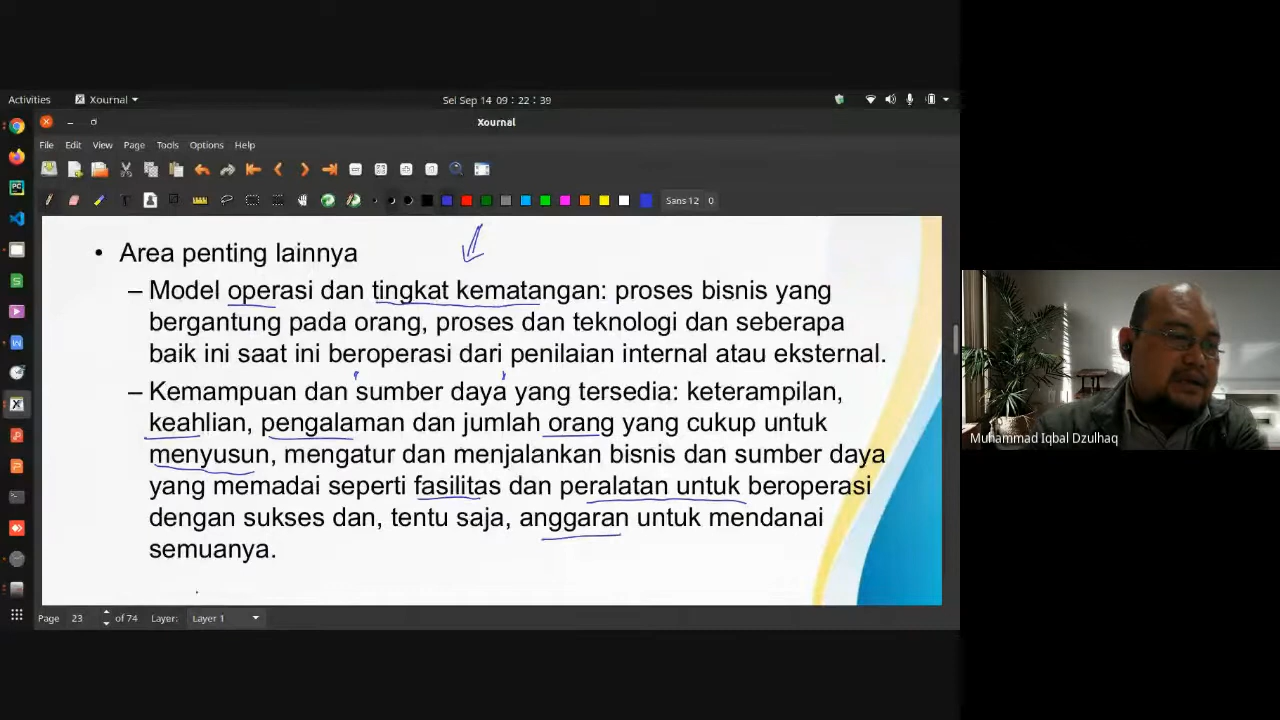 Activities
Xournal
Sel Sep 14 09:22:39
Xournal
File Edit View Page Tools Options Help
Sans 12
• Area penting lainnya
– Model operasi dan tingkat kematangan: proses bisnis yang
bergantung pada orang, proses dan teknologi dan seberapa
baik ini saat ini beroperasi dari penilaian internal atau eksternal.
– Kemampuan dan sumber daya yang tersedia: keterampilan,
keahlian, pengalaman dan jumlah orang yang cukup untuk
menyusun, mengatur dan menjalankan bisnis dan sumber daya
yang memadai seperti fasilitas dan peralatan untuk beroperasi
dengan sukses dan, tentu saja, anggaran untuk mendanai
semuanya.
Page 23 of 74 Layer: Layer 1
Muhammad Iqbal Dzulhaq